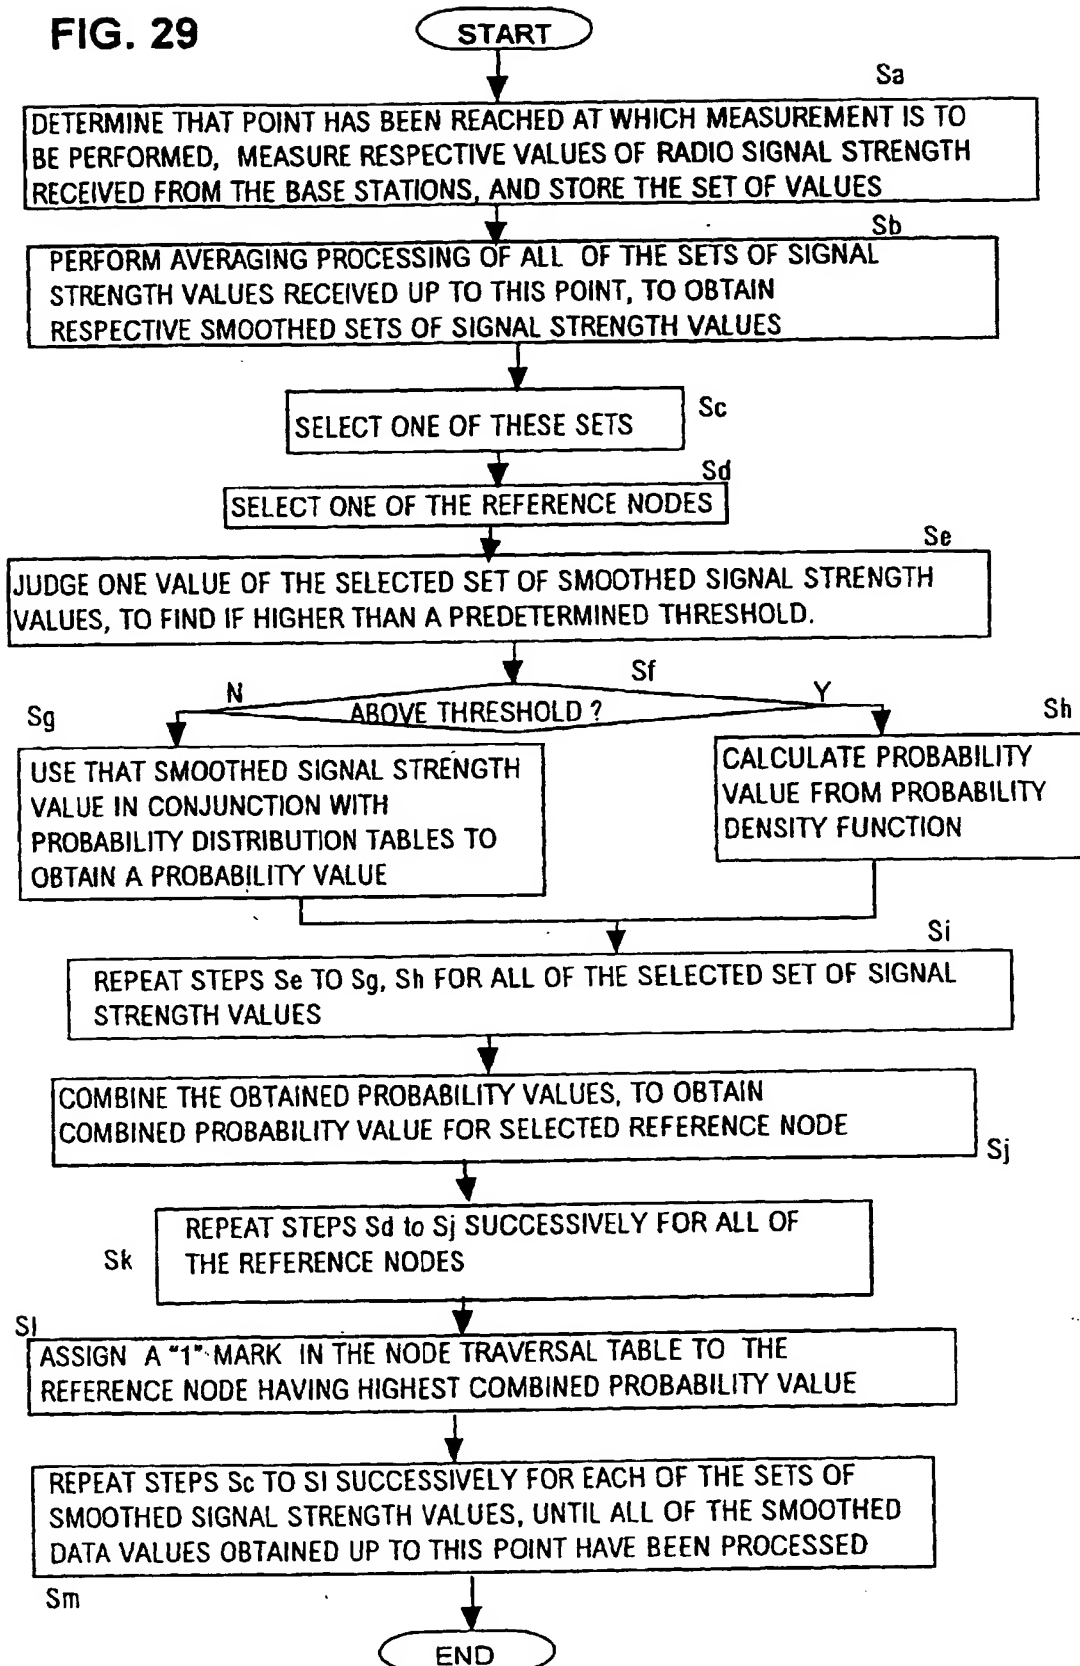 FIG. 29
START
Sa
DETERMINE THAT POINT HAS BEEN REACHED AT WHICH MEASUREMENT IS TO
BE PERFORMED, MEASURE RESPECTIVE VALUES OF RADIO SIGNAL STRENGTH
RECEIVED FROM THE BASE STATIONS, AND STORE THE SET OF VALUES
Sb
PERFORM AVERAGING PROCESSING OF ALL OF THE SETS OF SIGNAL
STRENGTH VALUES RECEIVED UP TO THIS POINT, TO OBTAIN
RESPECTIVE SMOOTHED SETS OF SIGNAL STRENGTH VALUES
Sc
SELECT ONE OF THESE SETS
Sd
SELECT ONE OF THE REFERENCE NODES
Se
JUDGE ONE VALUE OF THE SELECTED SET OF SMOOTHED SIGNAL STRENGTH
VALUES, TO FIND IF HIGHER THAN A PREDETERMINED THRESHOLD.
Sf
N
Y
ABOVE THRESHOLD ?
Sg
USE THAT SMOOTHED SIGNAL STRENGTH
VALUE IN CONJUNCTION WITH
PROBABILITY DISTRIBUTION TABLES TO
OBTAIN A PROBABILITY VALUE
Sh
CALCULATE PROBABILITY
VALUE FROM PROBABILITY
DENSITY FUNCTION
Si
REPEAT STEPS Se TO Sg, Sh FOR ALL OF THE SELECTED SET OF SIGNAL
STRENGTH VALUES
COMBINE THE OBTAINED PROBABILITY VALUES, TO OBTAIN
COMBINED PROBABILITY VALUE FOR SELECTED REFERENCE NODE
Sj
REPEAT STEPS Sd to Sj SUCCESSIVELY FOR ALL OF
THE REFERENCE NODES
Sk
Sl
ASSIGN A "1" MARK IN THE NODE TRAVERSAL TABLE TO THE
REFERENCE NODE HAVING HIGHEST COMBINED PROBABILITY VALUE
REPEAT STEPS Sc TO Sl SUCCESSIVELY FOR EACH OF THE SETS OF
SMOOTHED SIGNAL STRENGTH VALUES, UNTIL ALL OF THE SMOOTHED
DATA VALUES OBTAINED UP TO THIS POINT HAVE BEEN PROCESSED
Sm
END